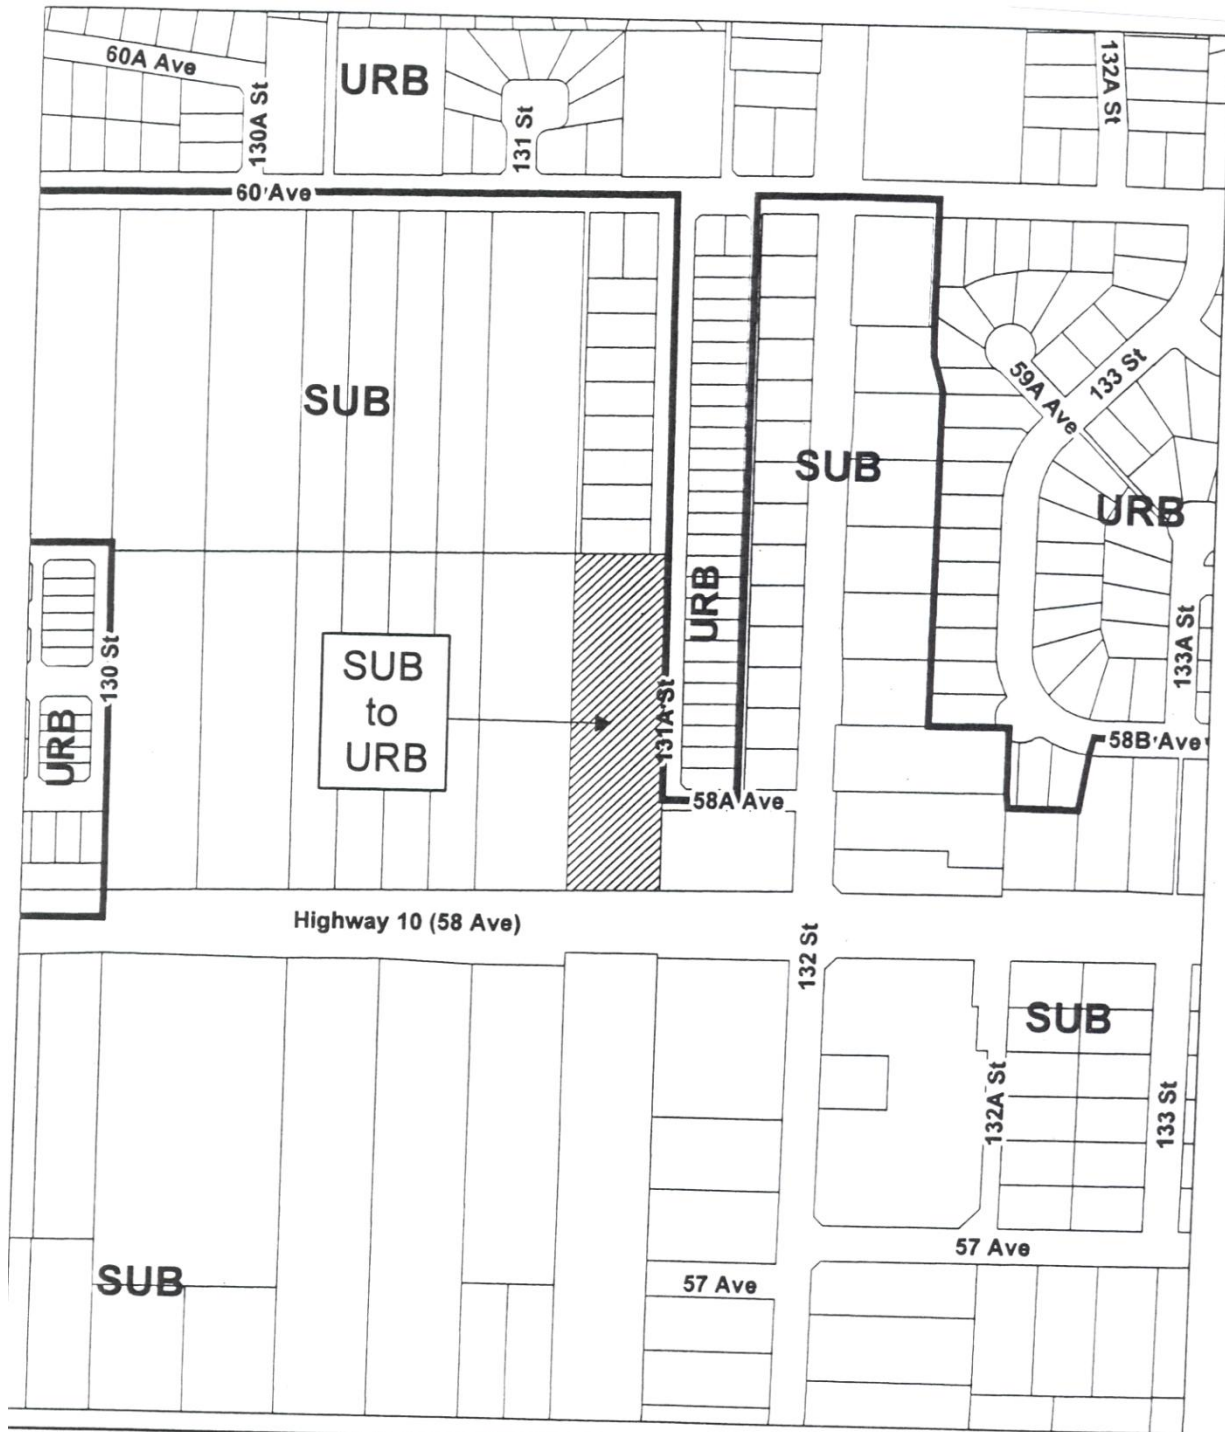 60A Ave
130A St
URB
131 St
132A St
60 Ave
SUB
59A Ave
133 St
SUB
URB
URB
130 St
SUB
to
URB
131A St
133A St
URB
58B Ave
58A Ave
Highway 10 (58 Ave)
132 St
SUB
132A St
133 St
57 Ave
SUB
57 Ave